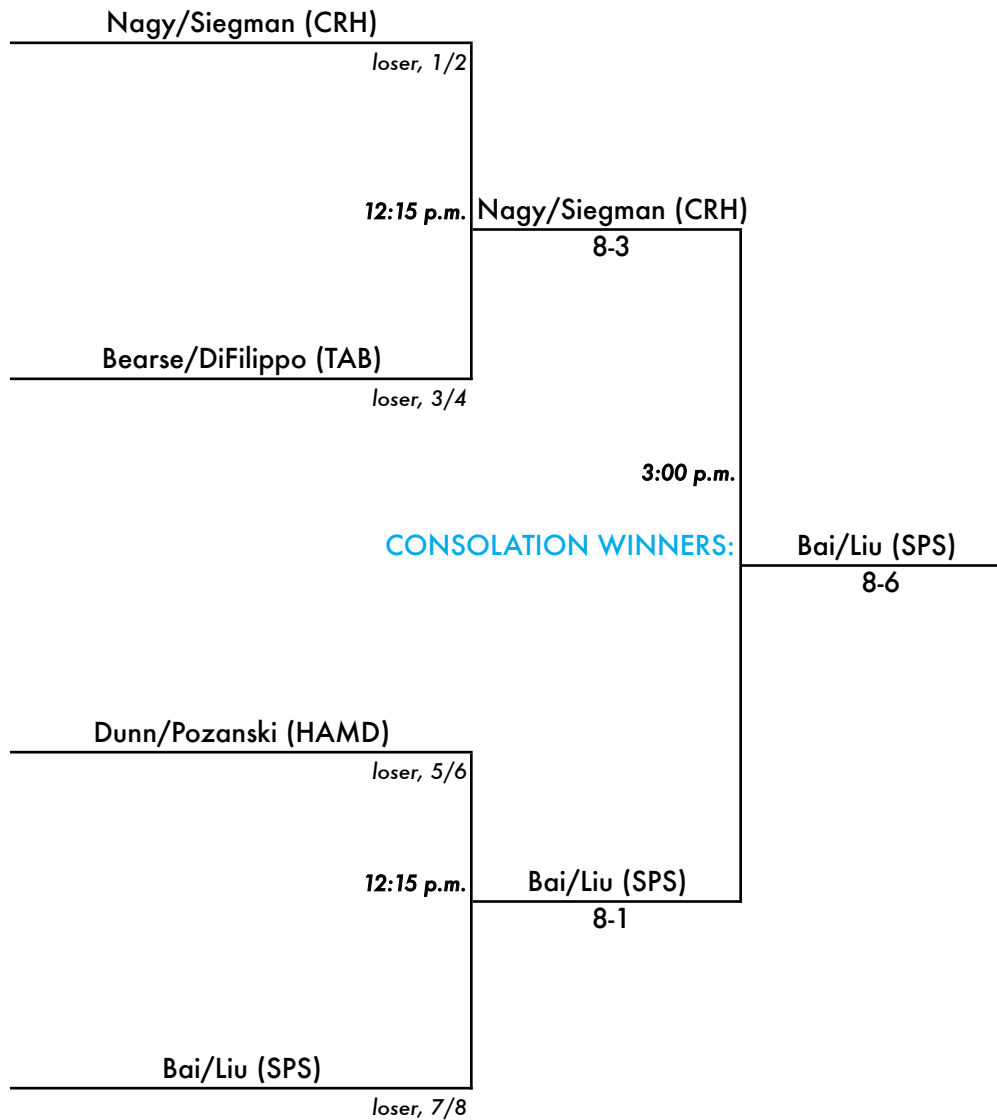 Nagy/Siegman (CRH)
loser, 1/2
12:15 p.m.
Nagy/Siegman (CRH)
8-3
Bearse/DiFilippo (TAB)
loser, 3/4
3:00 p.m.
CONSOLATION WINNERS:
Bai/Liu (SPS)
8-6
Dunn/Pozanski (HAMD)
loser, 5/6
12:15 p.m.
Bai/Liu (SPS)
8-1
Bai/Liu (SPS)
loser, 7/8